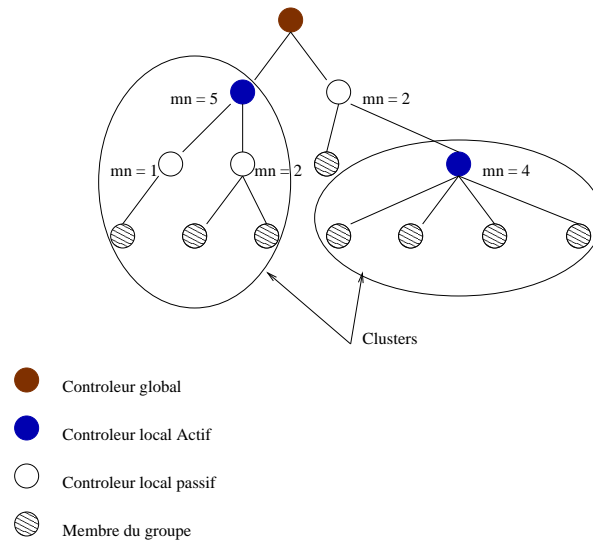 mn = 5
mn = 2
mn = 1
mn = 2
mn = 4
Clusters
Controleur global
Controleur local Actif
Controleur local passif
Membre du groupe